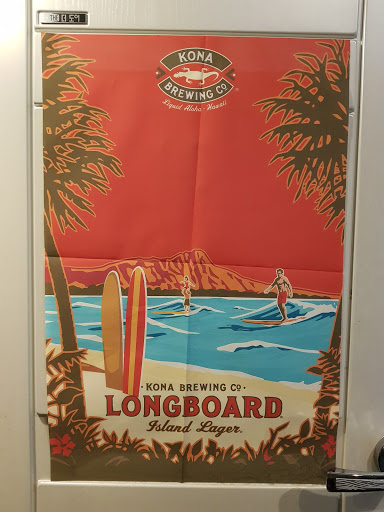 KONA
BREWING CO
Liquid Aloha - Hawaii
· KONA BREWING CO. ·
LONGBOARD
Island Lager.